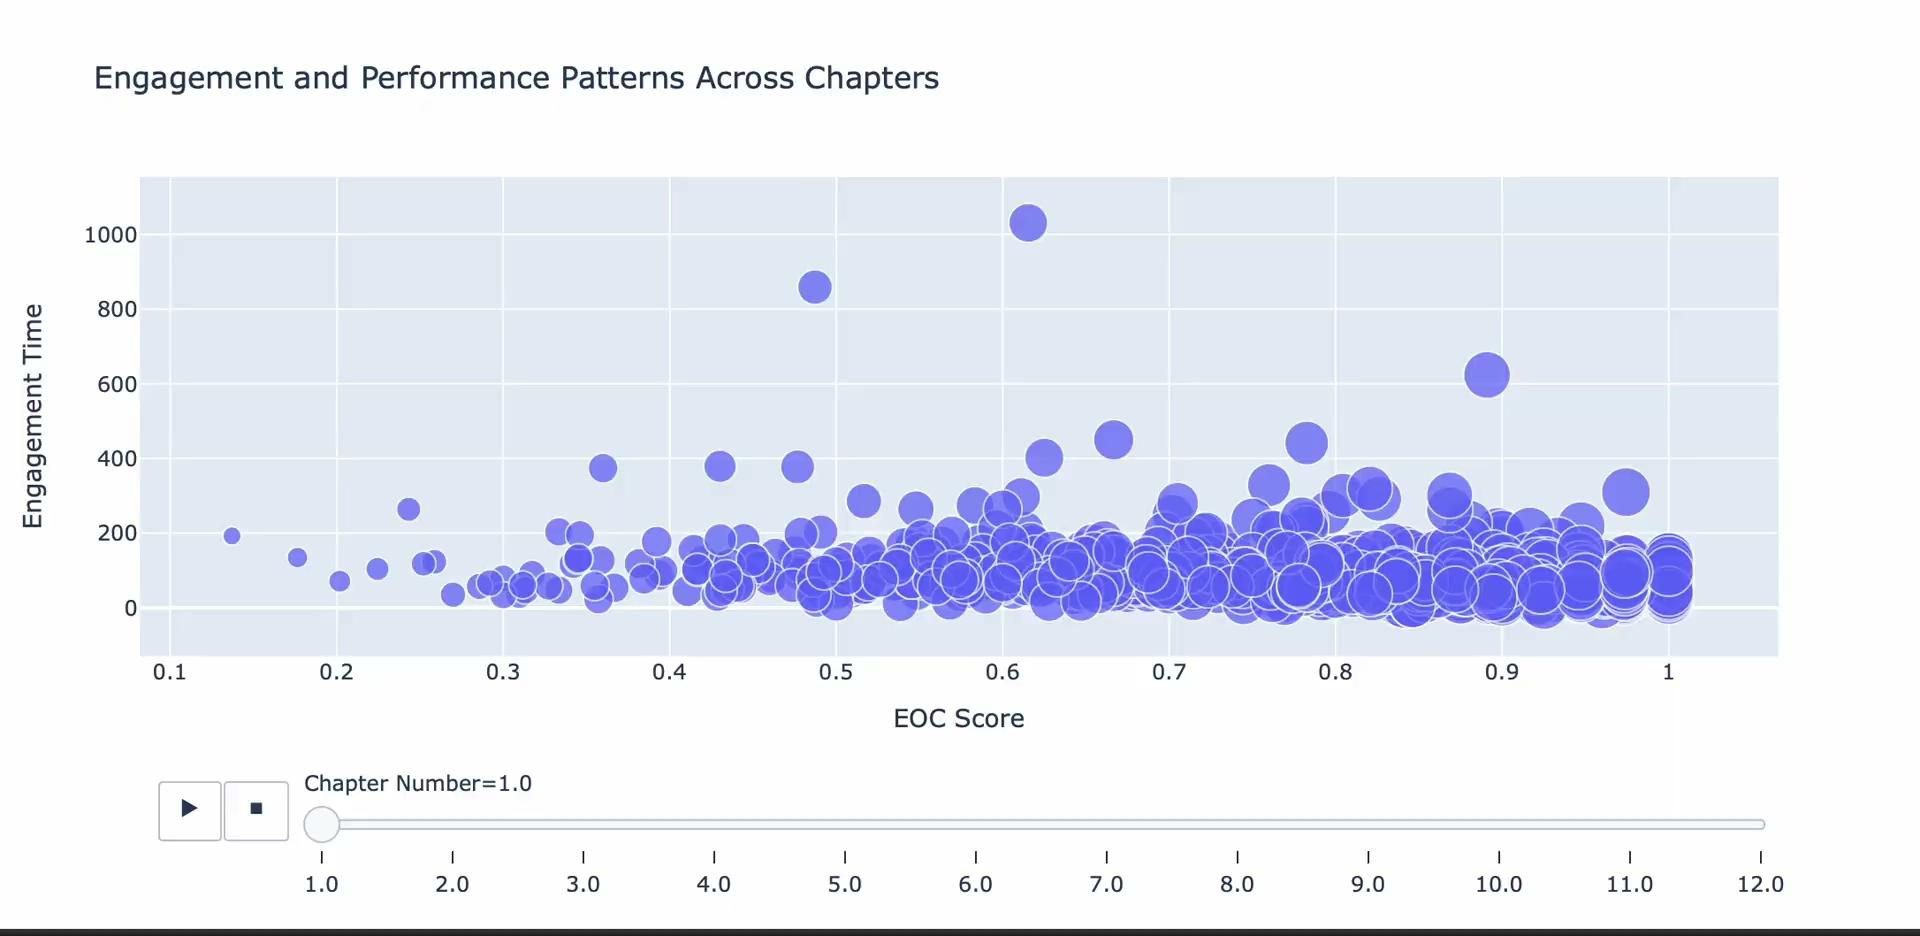 Engagement and Performance Patterns Across Chapters
Engagement Time
1000
800
600
400
200
0
0.1 0.2 0.3 0.4 0.5 0.6 0.7 0.8 0.9 1
EOC Score
Chapter Number=1.0
1.0 2.0 3.0 4.0 5.0 6.0 7.0 8.0 9.0 10.0 11.0 12.0